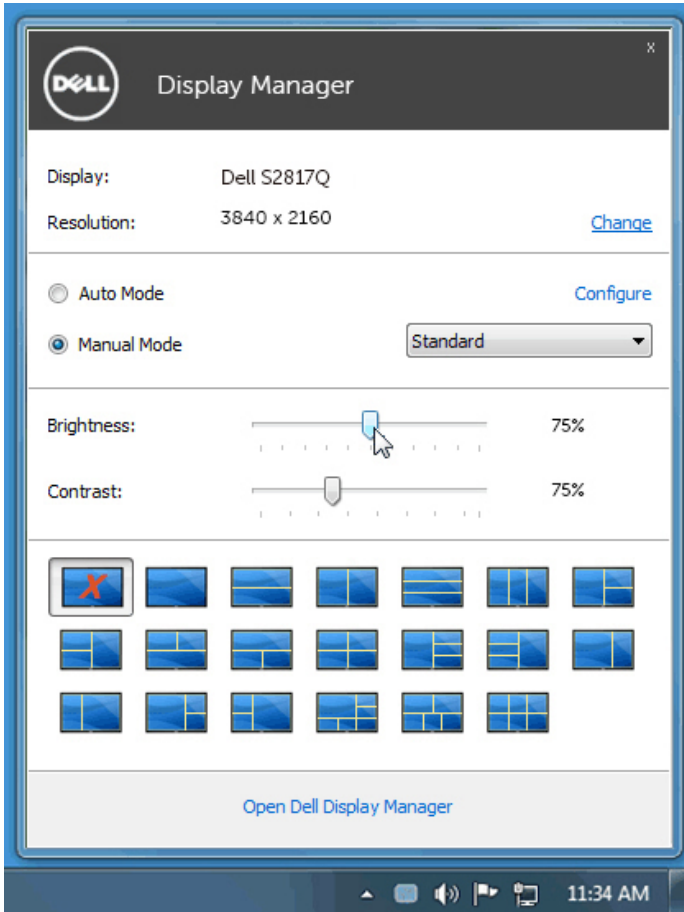 DELL
Display Manager
x
Display: Dell S2817Q
Resolution: 3840 x 2160 Change
Auto Mode Configure
Manual Mode Standard
Brightness: 75%
Contrast: 75%
X
Open Dell Display Manager
11:34 AM